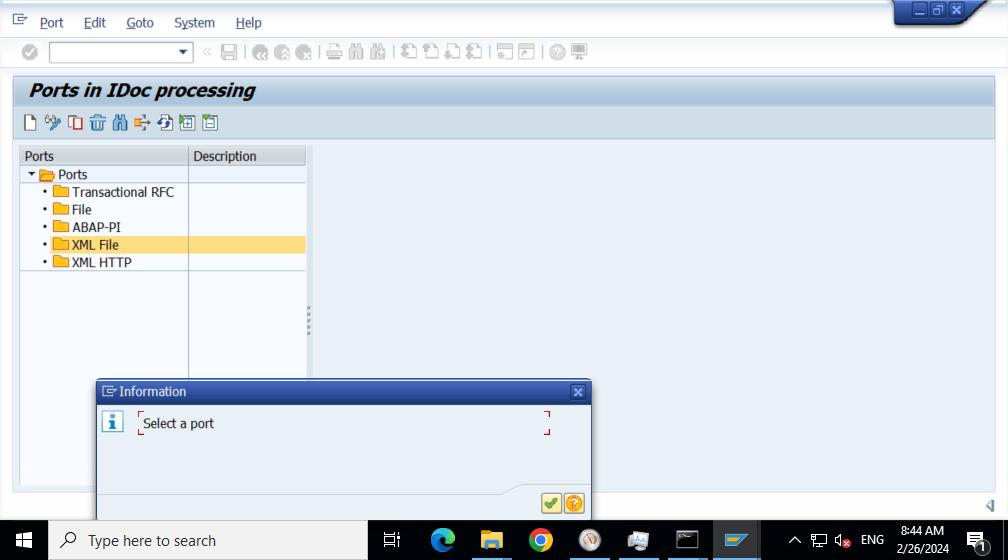 Port Edit Goto System Help
Ports in IDoc processing
Ports Description
Ports
Transactional RFC
File
ABAP-PI
XML File
XML HTTP
Information
Select a port
Type here to search
ENG
8:44 AM
2/26/2024
1